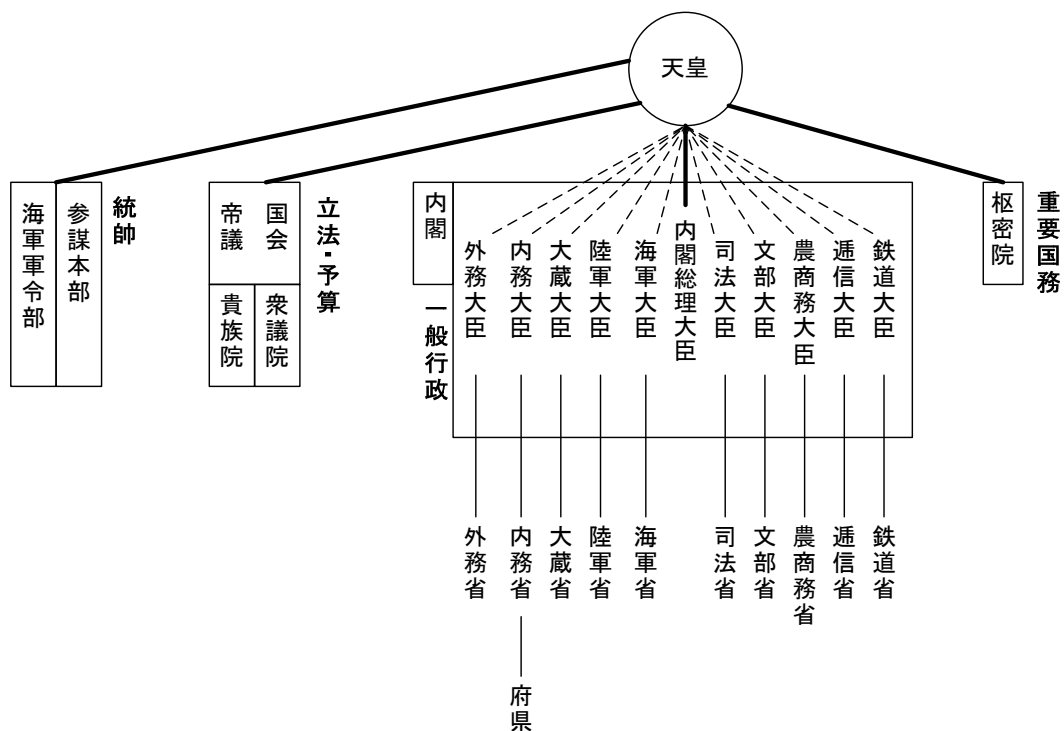 天皇
統帥
参謀本部
海軍軍令部
立法・予算
国会
帝議
衆議院
貴族院
内閣
一般行政
外務大臣
内務大臣
大蔵大臣
陸軍大臣
海軍大臣
内閣総理大臣
司法大臣
文部大臣
農商務大臣
逓信大臣
鉄道大臣
重要国務
枢密院
外務省
内務省
大蔵省
陸軍省
海軍省
司法省
文部省
農商務省
逓信省
鉄道省
府県